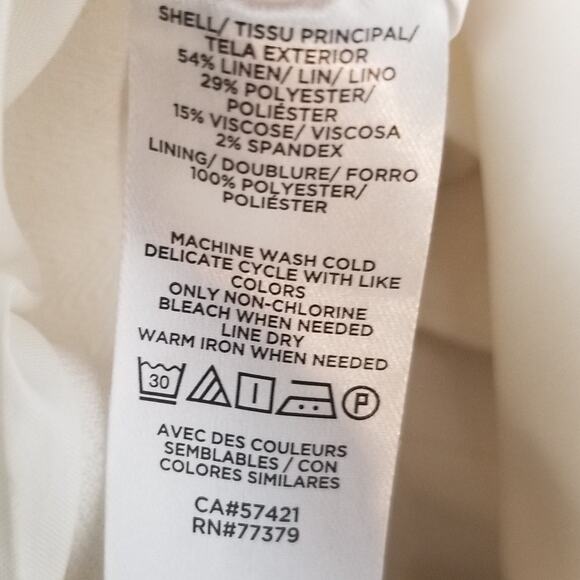 SHELL/ TISSU PRINCIPAL/
TELA EXTERIOR
54% LINEN/ LIN/ LINO
29% POLYESTER/
POLIÉSTER
15% VISCOSE/ VISCOSA
2% SPANDEX
LINING/ DOUBLURE/ FORRO
100% POLYESTER/
POLIÉSTER
MACHINE WASH COLD
DELICATE CYCLE WITH LIKE
COLORS
ONLY NON-CHLORINE
BLEACH WHEN NEEDED
LINE DRY
WARM IRON WHEN NEEDED
30 P
AVEC DES COULEURS
SEMBLABLES / CON
COLORES SIMILARES
CA#57421
RN#77379